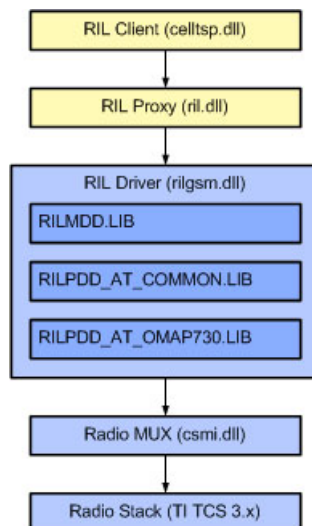 RIL Client (celltsp.dll)
RIL Proxy (ril.dll)
RIL Driver (rilgsm.dll)
RILMDD.LIB
RILPDD_AT_COMMON.LIB
RILPDD_AT_OMAP730.LIB
Radio MUX (csmi.dll)
Radio Stack (TI TCS 3.x)